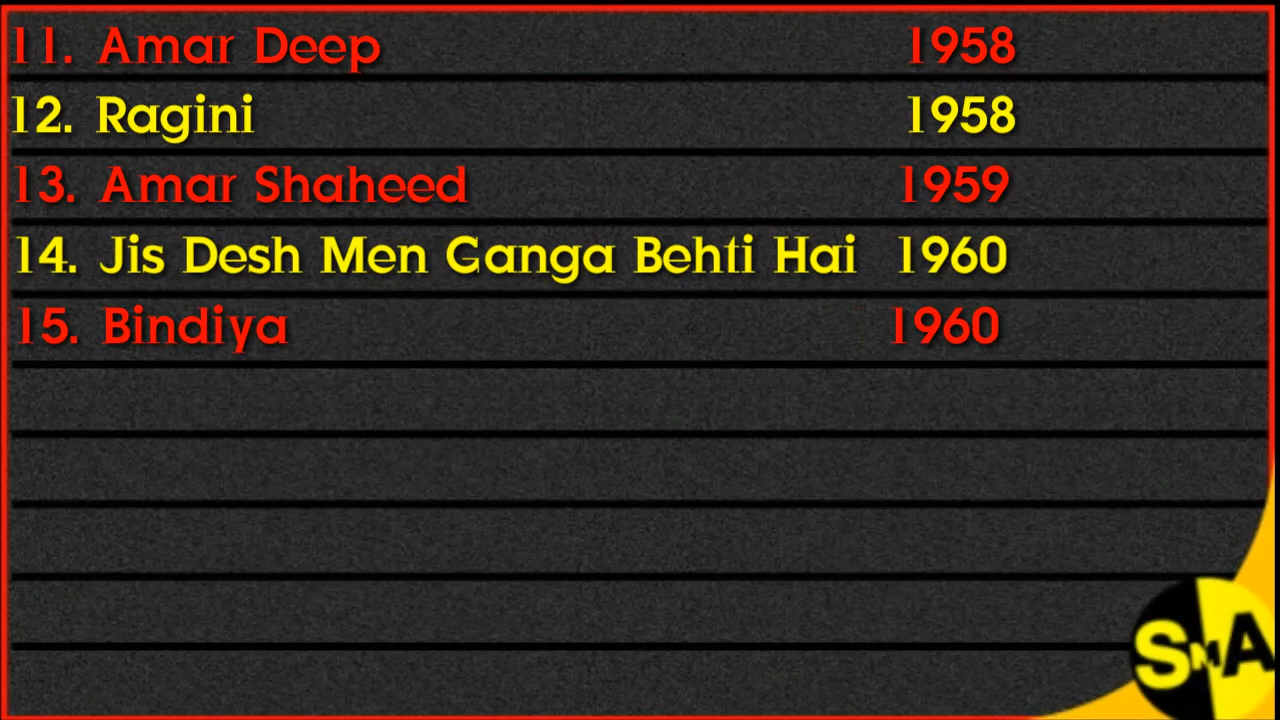 11. Amar Deep 1958
12. Ragini 1958
13. Amar Shaheed 1959
14. Jis Desh Men Ganga Behti Hai 1960
15. Bindiya 1960
SMA